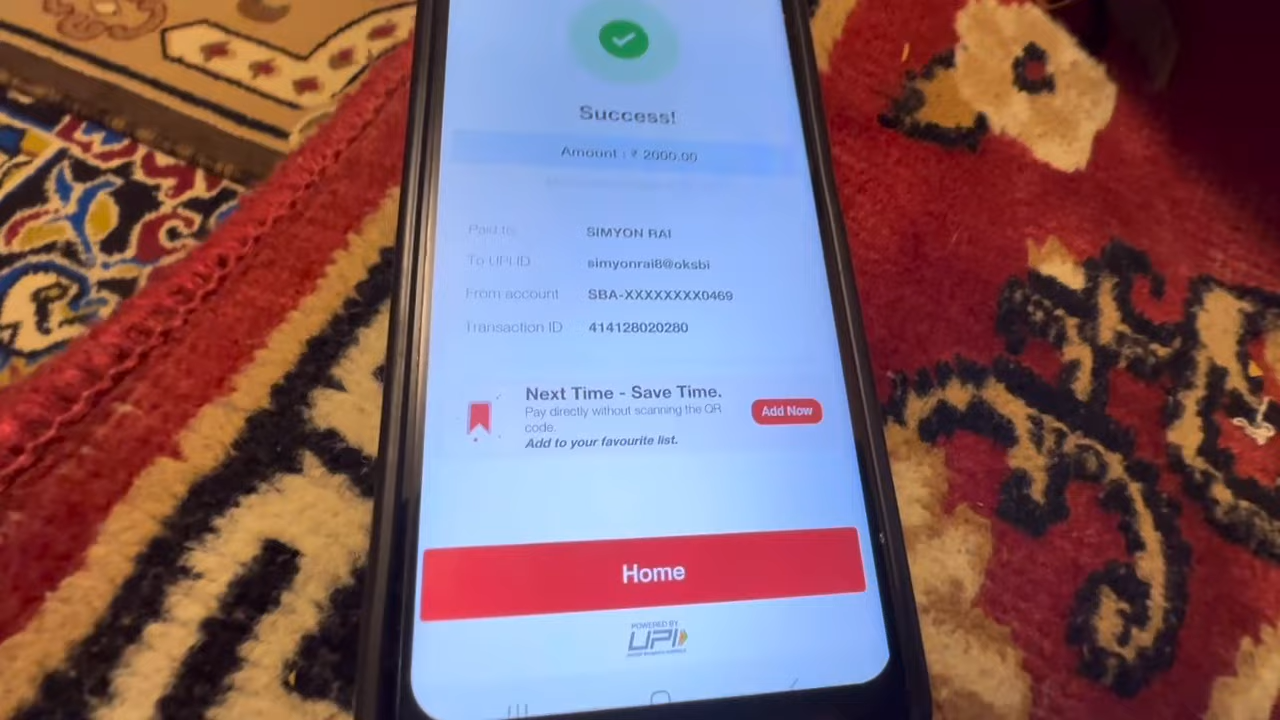 Success!
Amount : ₹ 2000.00
Paid to SIMYON RAI
To UPI ID simyonrai8@oksbi
From account SBA-XXXXXXXX0469
Transaction ID 414128020280
Next Time - Save Time.
Pay directly without scanning the QR
code.
Add to your favourite list.
Add Now
Home
POWERED BY
UPI